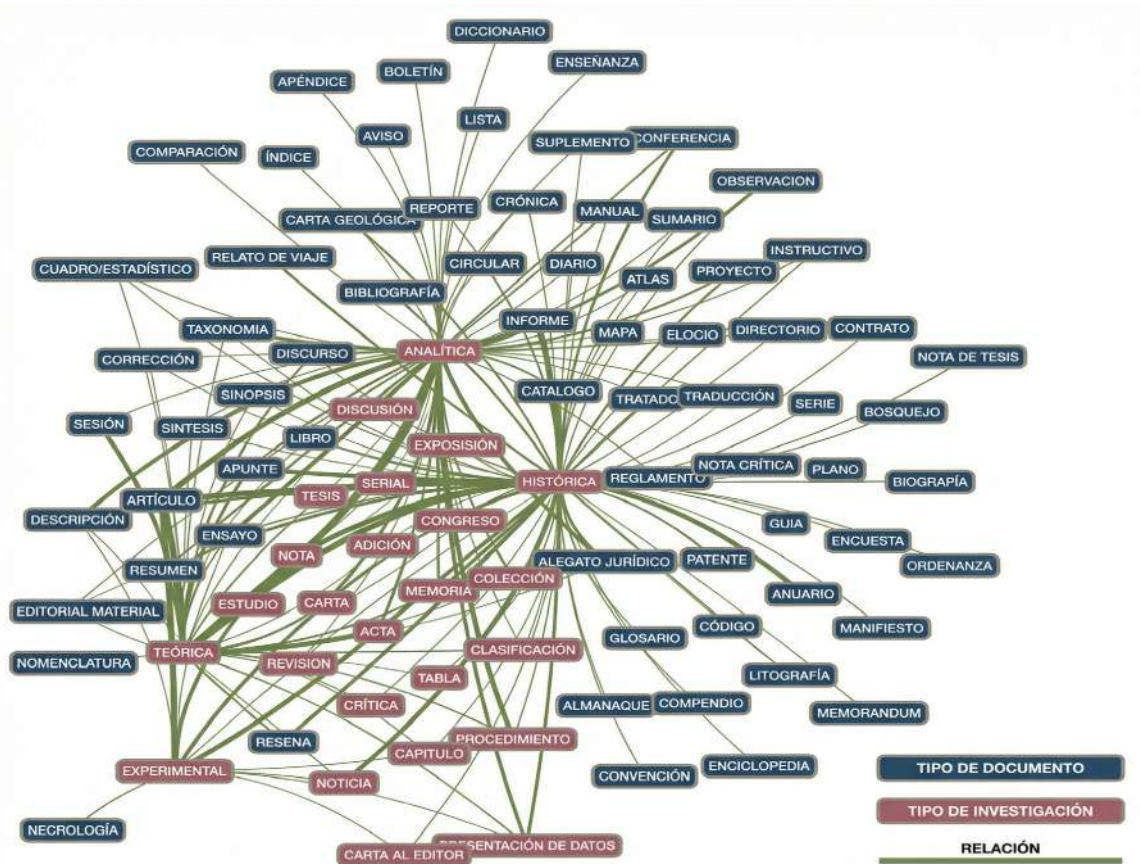 DICCIONARIO
ENSEÑANZA
BOLETÍN
APÉNDICE
LISTA
AVISO
SUPLEMENTO
CONFERENCIA
COMPARACIÓN
ÍNDICE
OBSERVACION
REPORTE
CRÓNICA
MANUAL
SUMARIO
CARTA GEOLÓGICA
INSTRUCTIVO
RELATO DE VIAJE
CUADRO/ESTADÍSTICO
CIRCULAR
DIARIO
ATLAS
PROYECTO
BIBLIOGRAFÍA
INFORME
TAXONOMIA
MAPA
ELOCIO
DIRECTORIO
CONTRATO
CORRECCIÓN
DISCURSO
ANALÍTICA
NOTA DE TESIS
SINOPSIS
CATALOGO
TRATADO
TRADUCCIÓN
SERIE
BOSQUEJO
DISCUSIÓN
SESIÓN
SINTESIS
LIBRO
EXPOSISIÓN
APUNTE
SERIAL
HISTÓRICA
REGLAMENTO
NOTA CRÍTICA
PLANO
BIOGRAPÍA
ARTÍCULO
TESIS
DESCRIPCIÓN
CONGRESO
GUIA
ENSAYO
NOTA
ADICIÓN
ENCUESTA
RESUMEN
ALEGATO JURÍDICO
PATENTE
ORDENANZA
COLECCIÓN
MEMORIA
ANUARIO
EDITORIAL MATERIAL
ESTUDIO
CARTA
ACTA
CÓDIGO
MANIFIESTO
GLOSARIO
NOMENCLATURA
TEÓRICA
REVISION
CLASIFICACIÓN
TABLA
LITOGRAFÍA
CRÍTICA
ALMANAQUE
COMPENDIO
MEMORANDUM
RESENA
CAPITULO
PROCEDIMIENTO
EXPERIMENTAL
NOTICIA
CONVENCIÓN
ENCICLOPEDIA
NECROLOGÍA
PRESENTACIÓN DE DATOS
CARTA AL EDITOR
TIPO DE DOCUMENTO
TIPO DE INVESTIGACIÓN
RELACIÓN